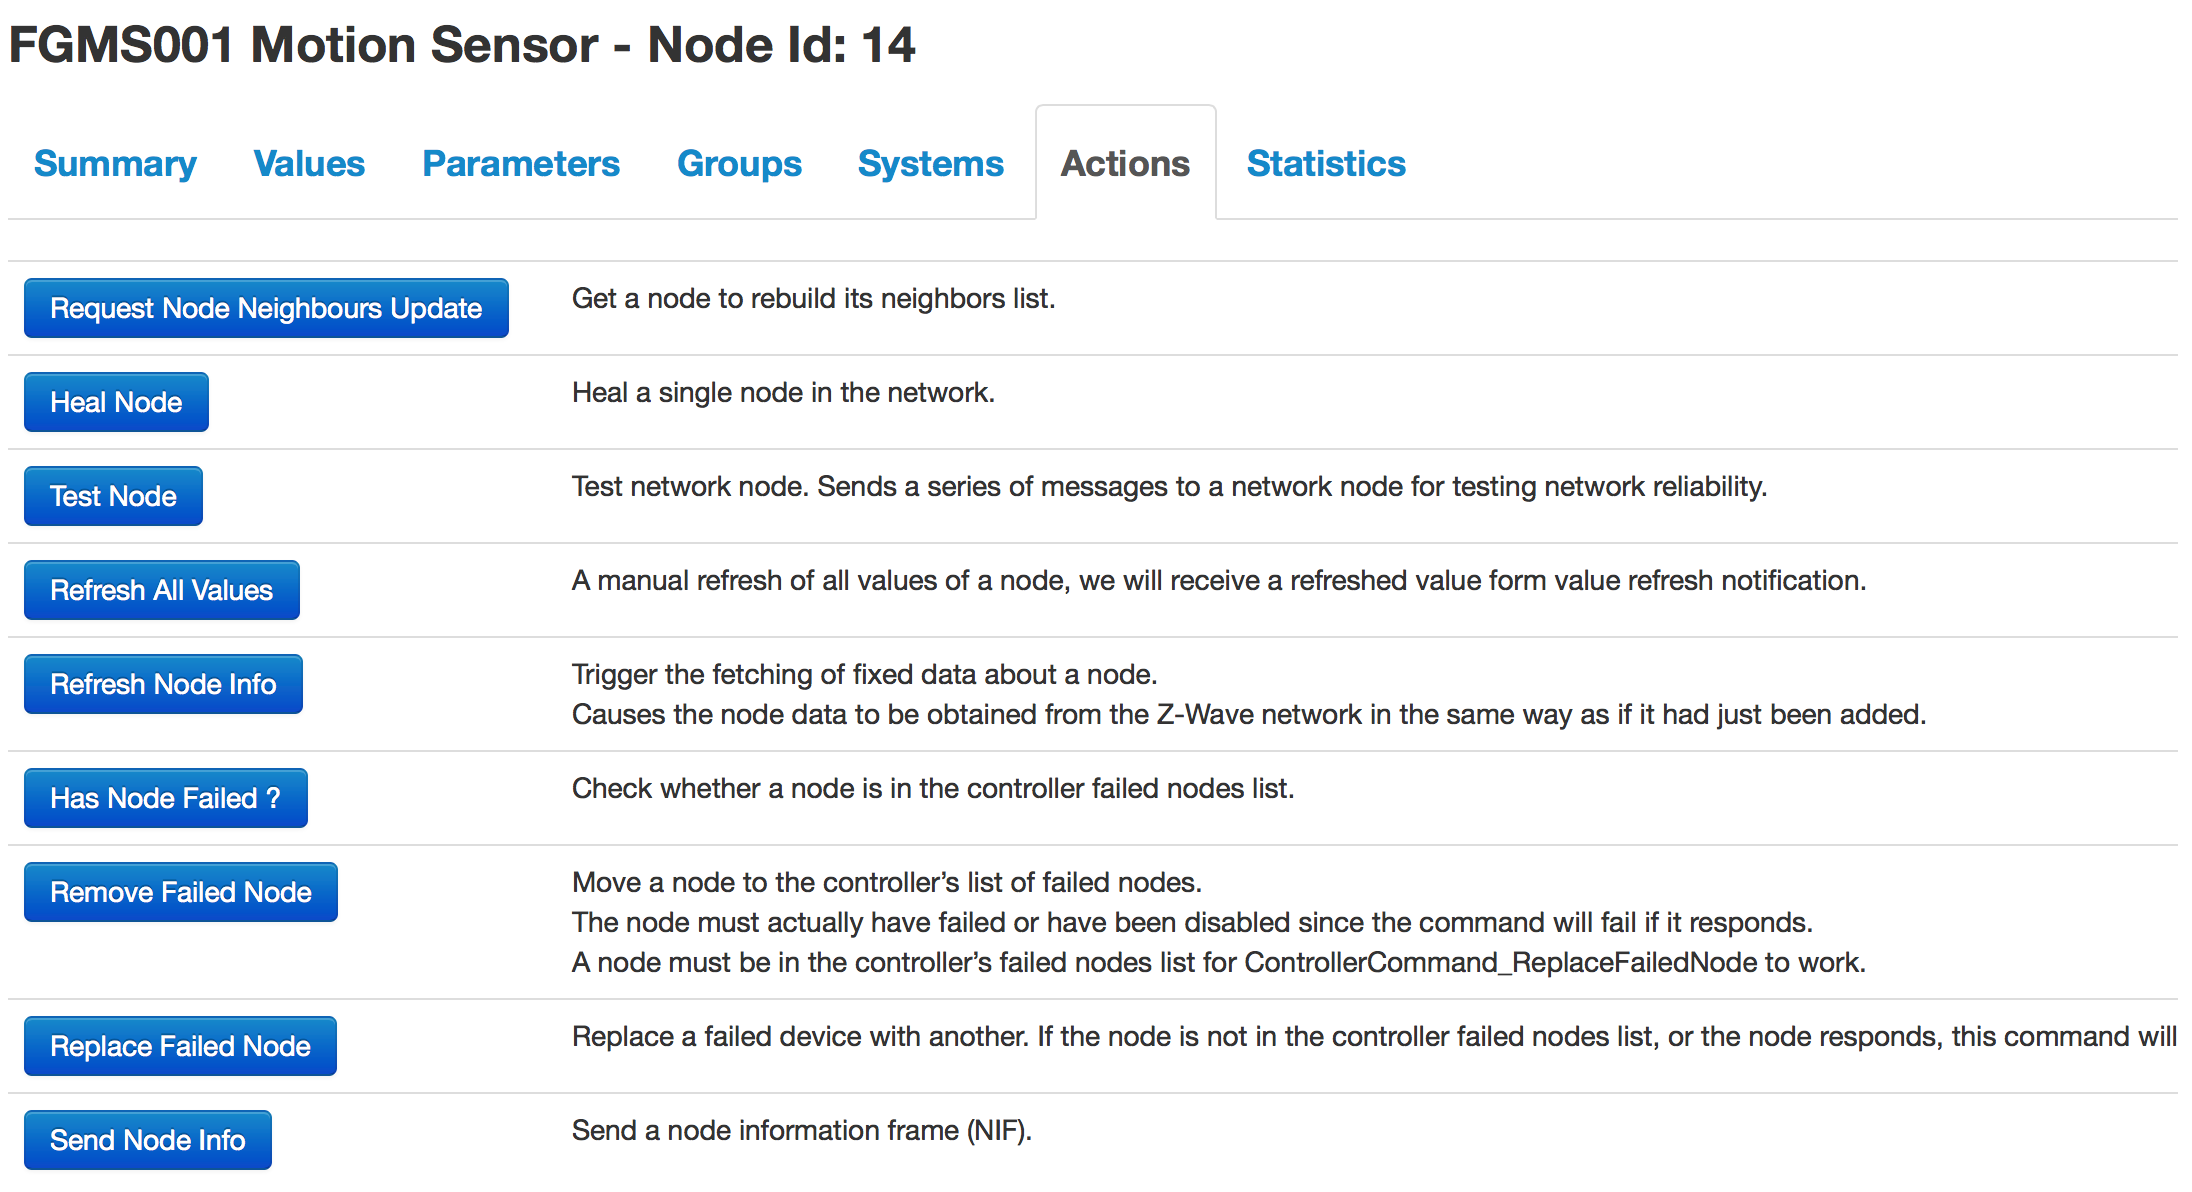 FGMS001 Motion Sensor - Node Id: 14
Summary Values Parameters Groups Systems Actions Statistics
Request Node Neighbours Update Get a node to rebuild its neighbors list.
Heal Node Heal a single node in the network.
Test Node Test network node. Sends a series of messages to a network node for testing network reliability.
Refresh All Values A manual refresh of all values of a node, we will receive a refreshed value form value refresh notification.
Refresh Node Info Trigger the fetching of fixed data about a node.
Causes the node data to be obtained from the Z-Wave network in the same way as if it had just been added.
Has Node Failed ? Check whether a node is in the controller failed nodes list.
Remove Failed Node Move a node to the controller’s list of failed nodes.
The node must actually have failed or have been disabled since the command will fail if it responds.
A node must be in the controller’s failed nodes list for ControllerCommand_ReplaceFailedNode to work.
Replace Failed Node Replace a failed device with another. If the node is not in the controller failed nodes list, or the node responds, this command will
Send Node Info Send a node information frame (NIF).